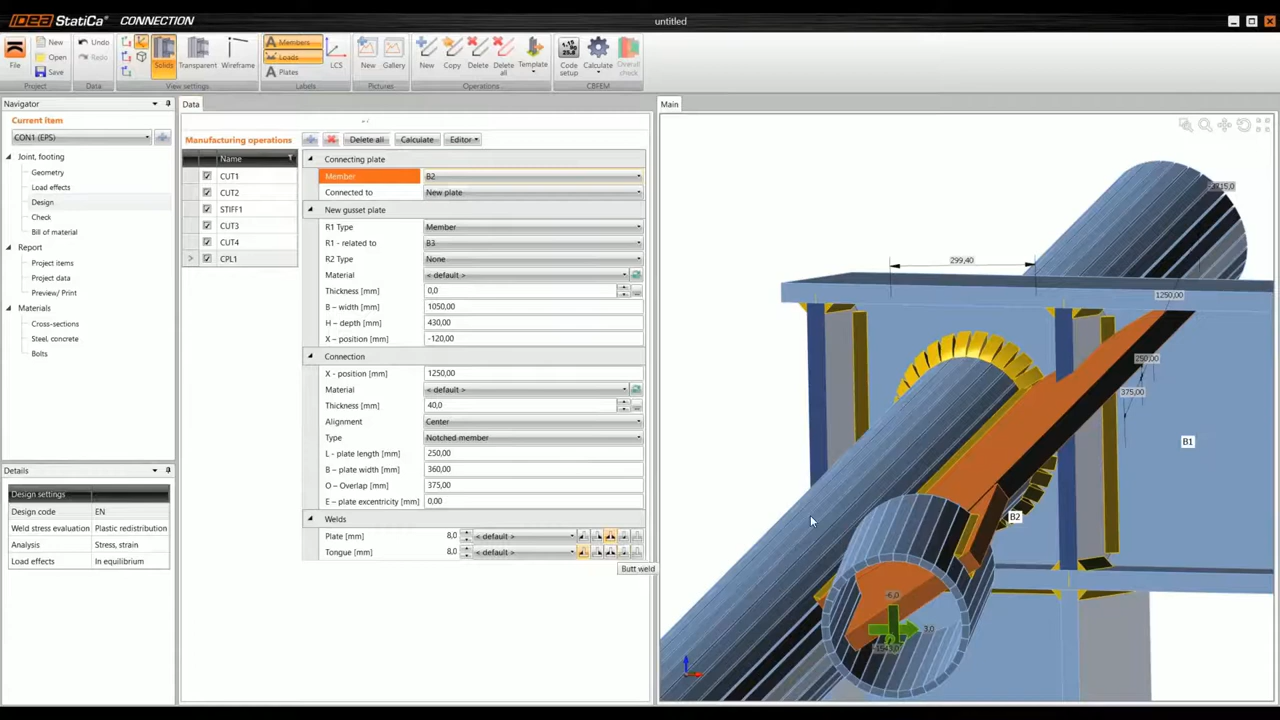 IDEA StatiCa® CONNECTION
untitled
New
Open
Save
File
Project
Undo
Redo
Data
Solids
Transparent
Wireframe
View settings
Members
Loads
Plates
LCS
Labels
New
Gallery
Pictures
New
Copy
Delete
Delete all
Template
Operations
Code setup
Calculate
Overall check
CBFEM
Navigator
Current item
CON1 (EPS)
Joint, footing
Geometry
Load effects
Design
Check
Bill of material
Report
Project items
Project data
Preview/ Print
Materials
Cross-sections
Steel, concrete
Bolts
Details
Design settings
Design code EN
Weld stress evaluation Plastic redistribution
Analysis Stress, strain
Load effects In equilibrium
Data
Manufacturing operations
Delete all
Calculate
Editor
Name
CUT1
CUT2
STIFF1
CUT3
CUT4
CPL1
Connecting plate
Member B2
Connected to New plate
New gusset plate
R1 Type Member
R1 - related to B3
R2 Type None
Material < default >
Thickness [mm] 0,0
B – width [mm] 1050,00
H – depth [mm] 430,00
X – position [mm] -120,00
Connection
X - position [mm] 1250,00
Material < default >
Thickness [mm] 40,0
Alignment Center
Type Notched member
L - plate length [mm] 250,00
B – plate width [mm] 360,00
O – Overlap [mm] 375,00
E – plate excentricity [mm] 0,00
Welds
Plate [mm] 8,0 < default >
Tongue [mm] 8,0 < default >
Butt weld
Main
299,40
1250,00
250,00
375,00
B1
B2
-6,0
3,0